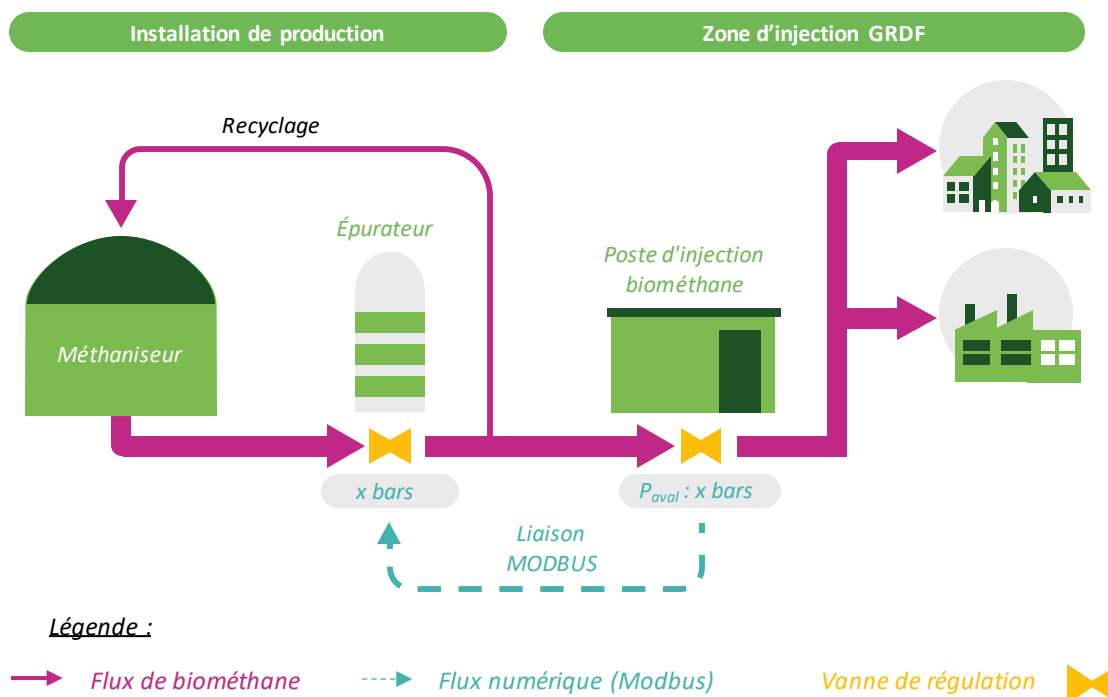 Installation de production
Zone d'injection GRDF
Recyclage
Épurateur
Poste d'injection
biométhane
Méthaniseur
x bars
P aval : x bars
Liaison
MODBUS
Légende :
Flux de biométhane
Flux numérique (Modbus)
Vanne de régulation